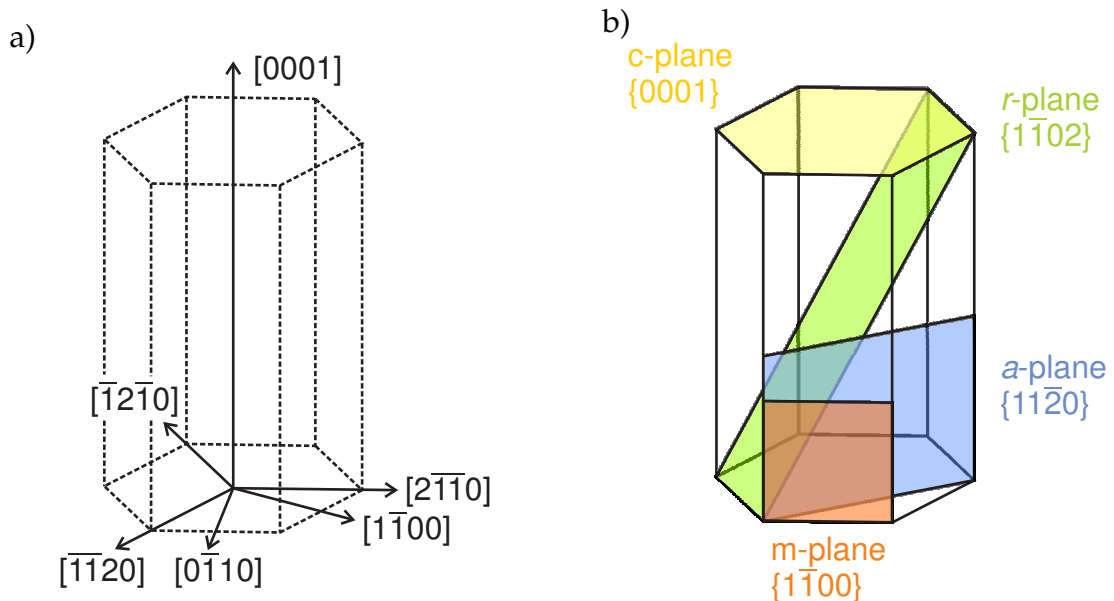 a)
[0001]
[1̅21̅0]
[21̅1̅0]
[11̅00]
[1̅1̅20]
[01̅10]
b)
c-plane
{0001}
r-plane
{11̅02}
a-plane
{112̅0}
m-plane
{11̅00}